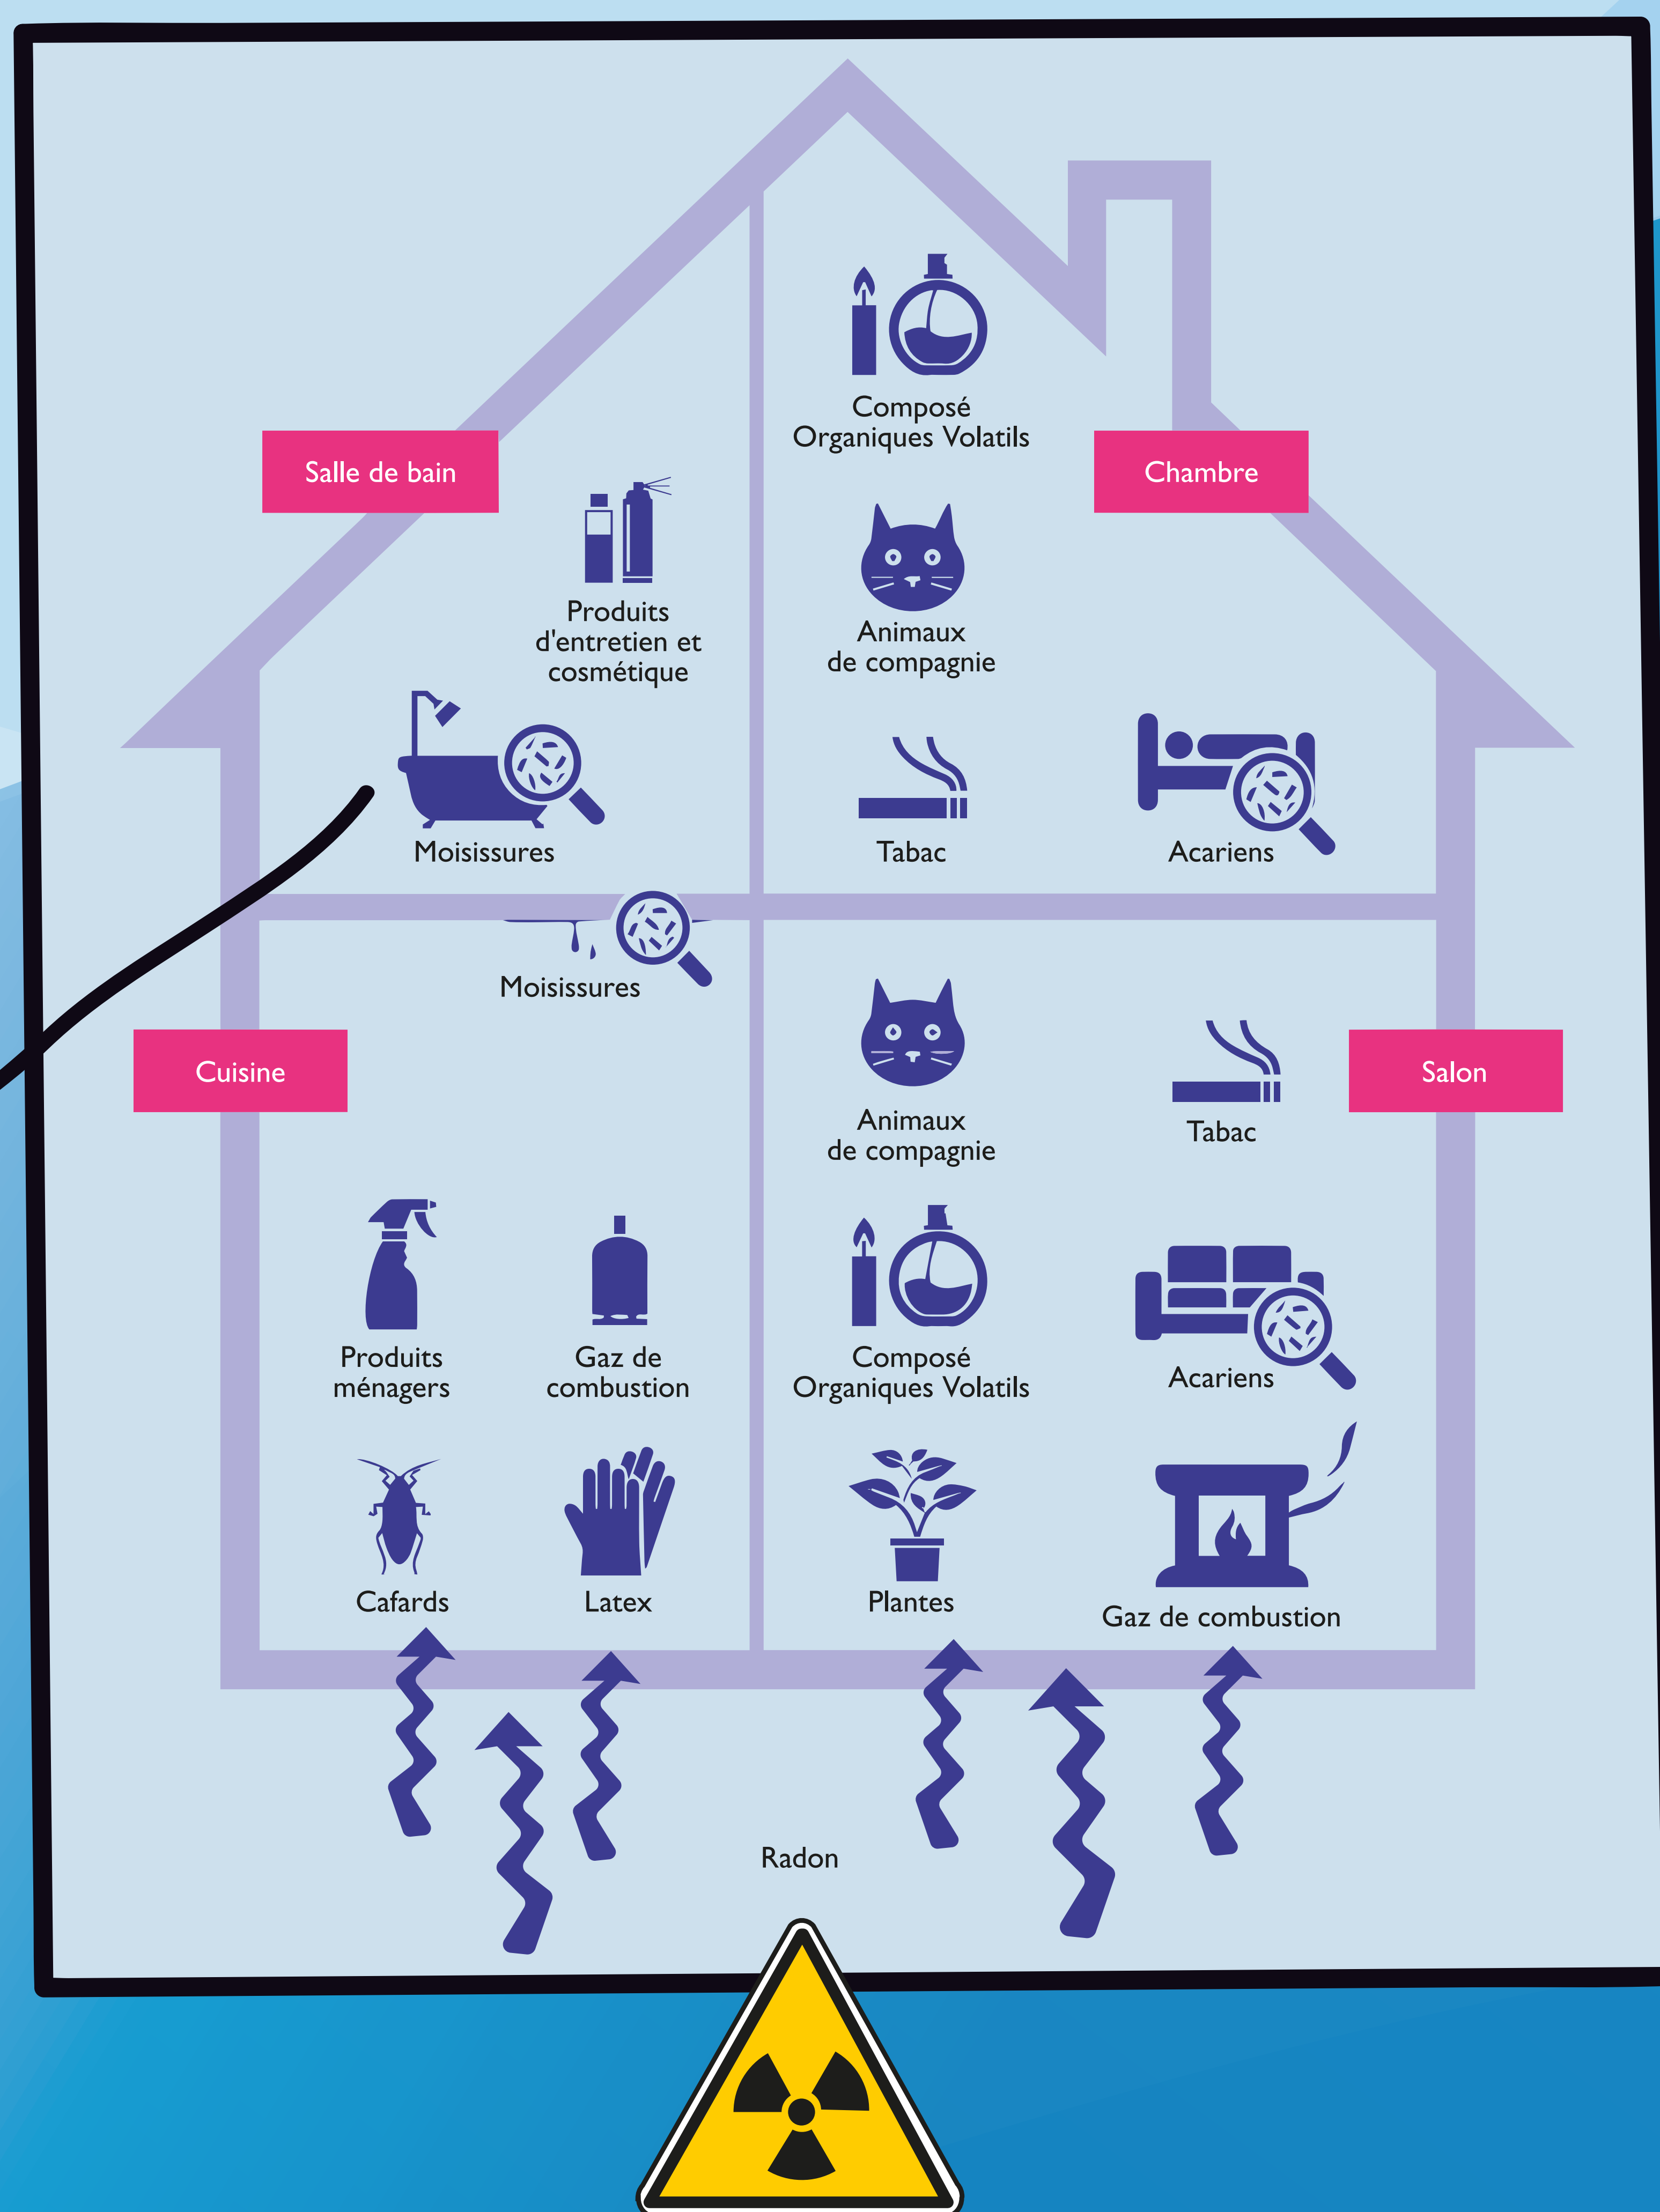 Composé
Organiques Volatils
Salle de bain
Chambre
Produits
d'entretien et
cosmétique
Animaux
de compagnie
Moisissures
Tabac
Acariens
Moisissures
Cuisine
Salon
Animaux
de compagnie
Tabac
Produits
ménagers
Gaz de
combustion
Composé
Organiques Volatils
Acariens
Cafards
Latex
Plantes
Gaz de combustion
Radon